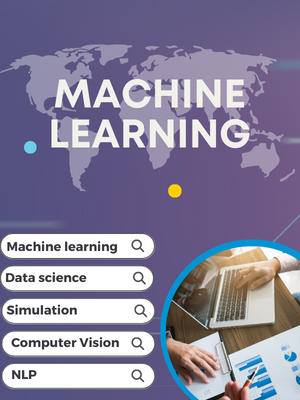 MACHINE
LEARNING
Machine learning
Data science
Simulation
Computer Vision
NLP